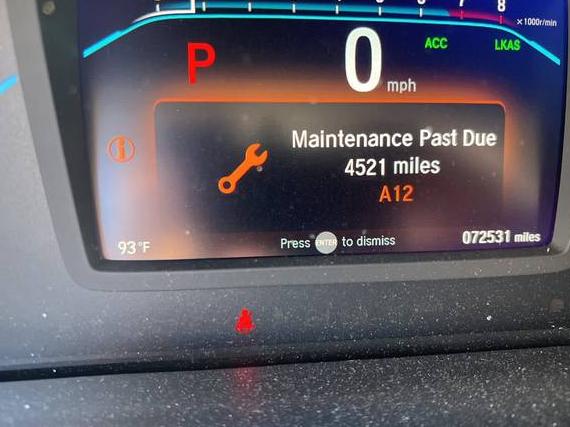 7 8
×1000r/min
P 0 mph
ACC LKAS
i
Maintenance Past Due
4521 miles
A12
93°F
Press ENTER to dismiss
072531 miles